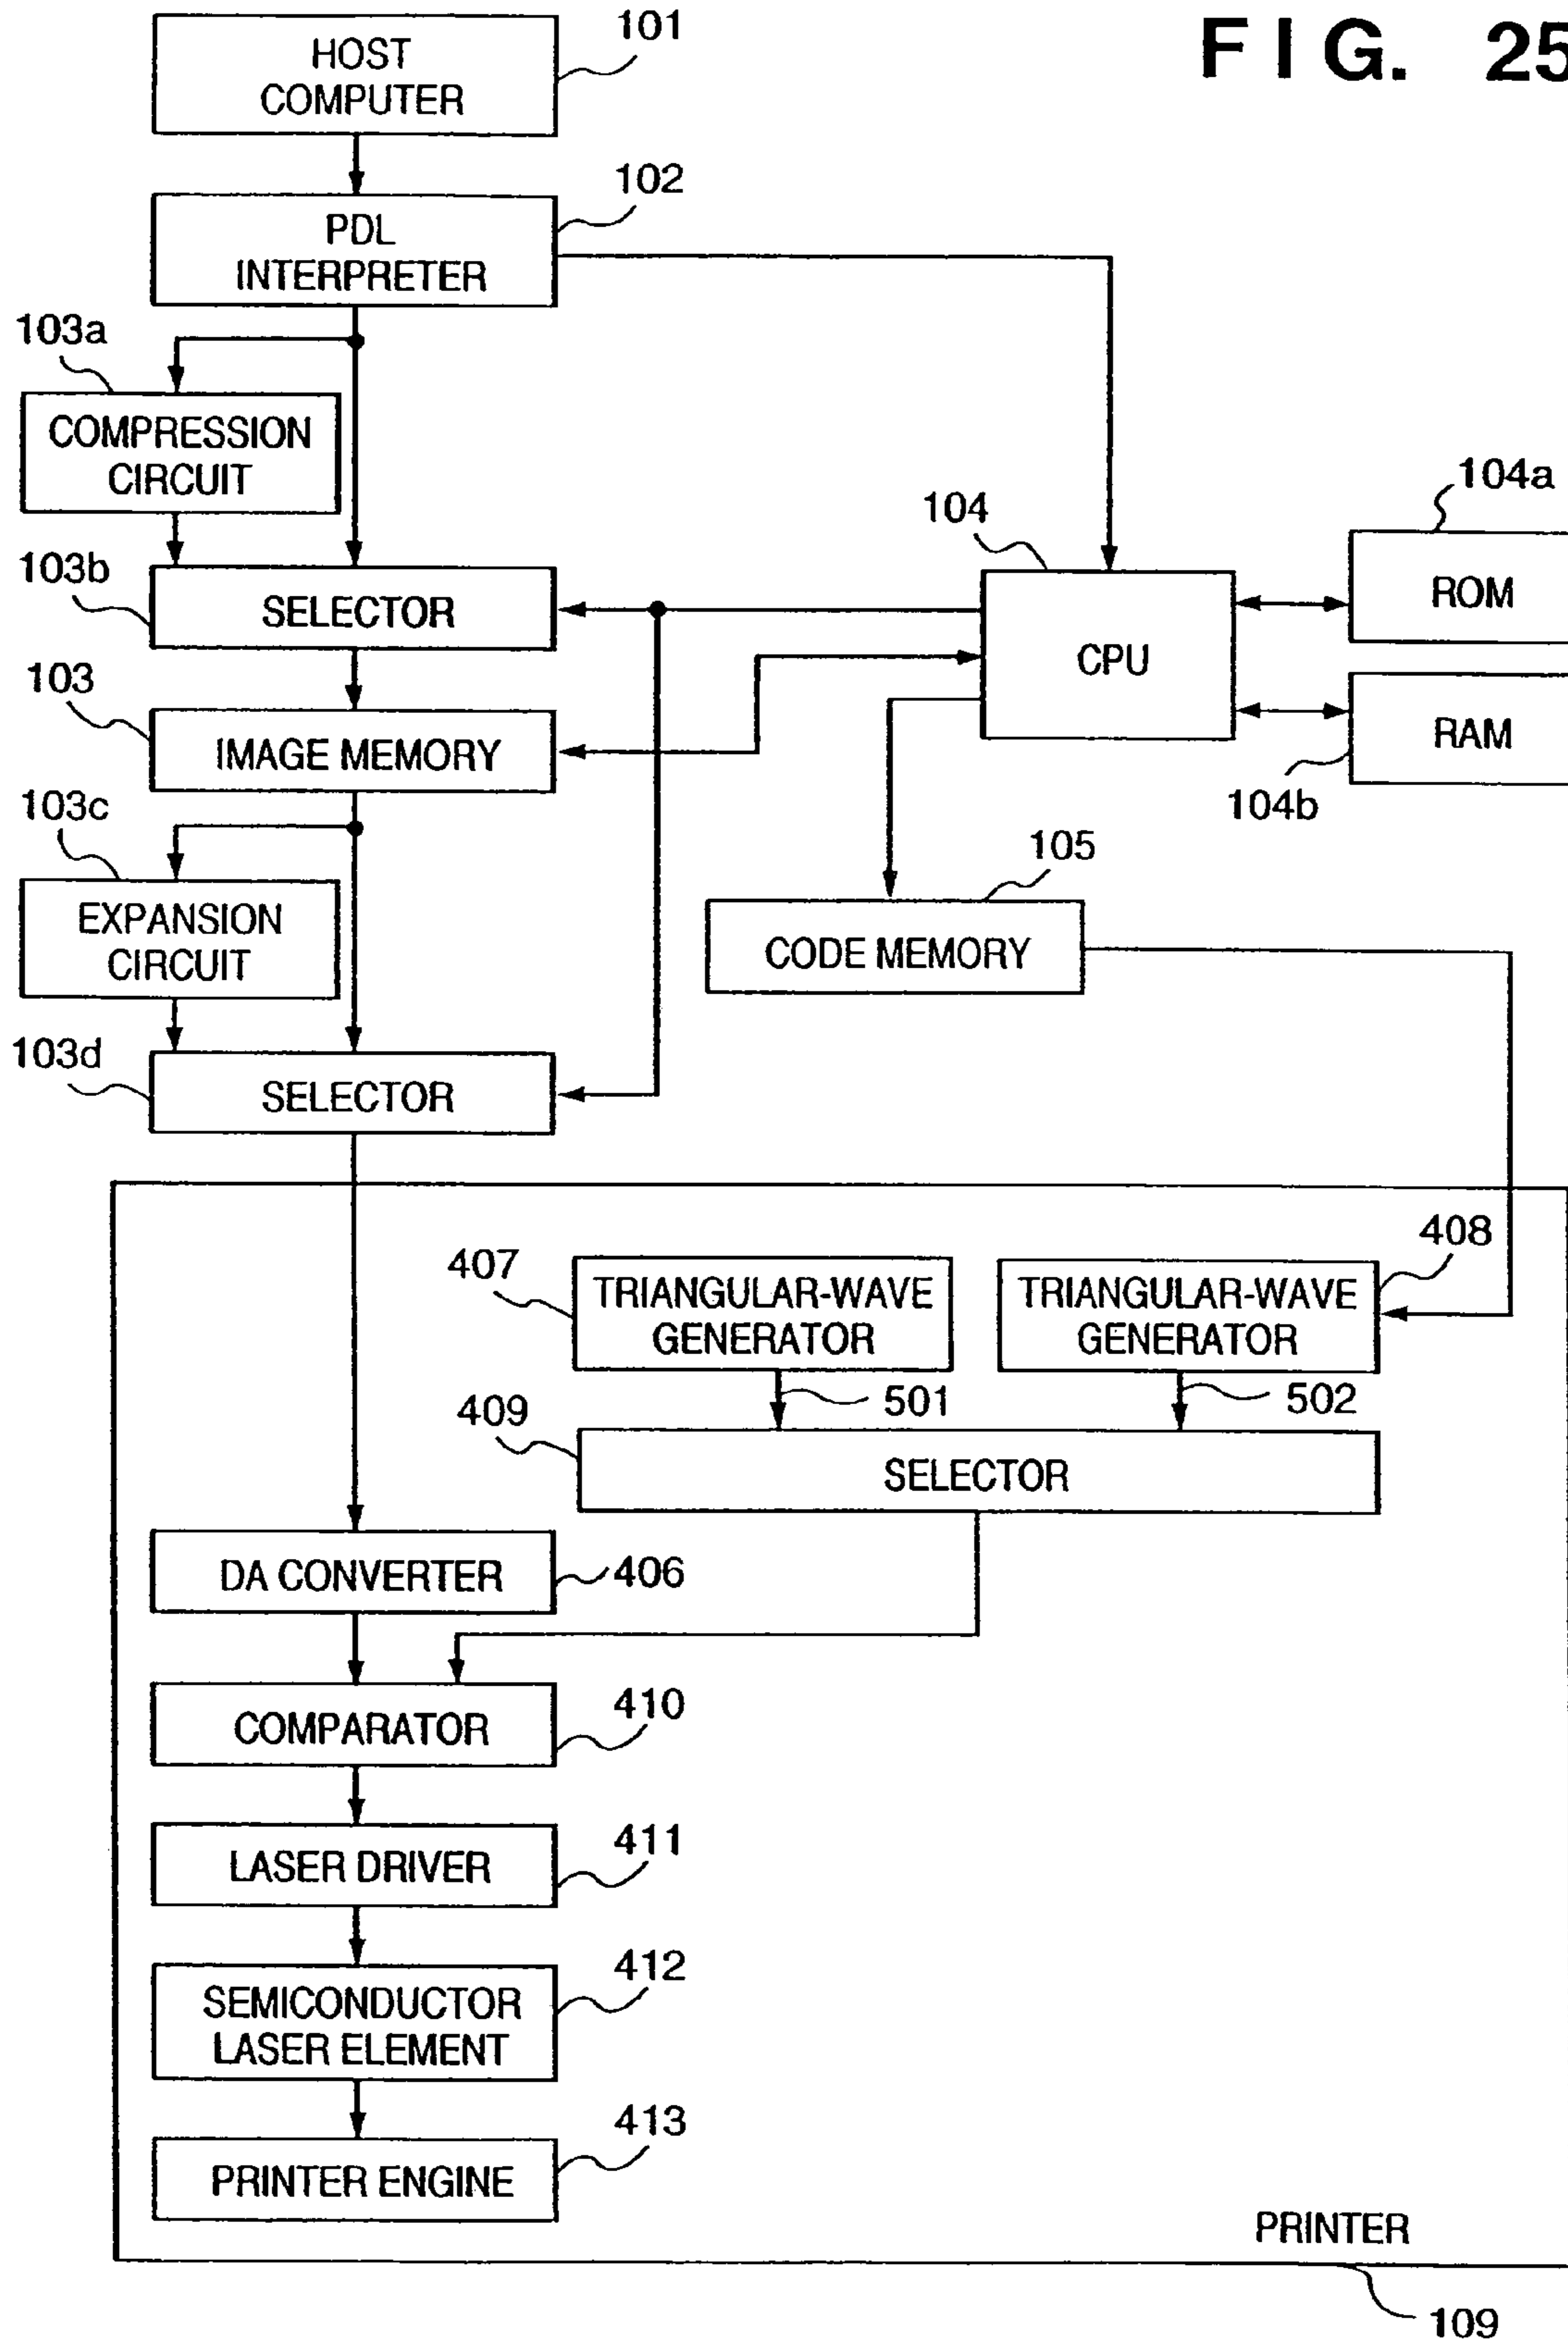 FIG. 25
HOST
COMPUTER
101
PDL
INTERPRETER
102
103a
COMPRESSION
CIRCUIT
103b
SELECTOR
104
CPU
104a
ROM
103
IMAGE MEMORY
RAM
104b
103c
EXPANSION
CIRCUIT
105
CODE MEMORY
103d
SELECTOR
407
TRIANGULAR-WAVE
GENERATOR
408
TRIANGULAR-WAVE
GENERATOR
501
502
409
SELECTOR
DA CONVERTER
406
COMPARATOR
410
LASER DRIVER
411
SEMICONDUCTOR
LASER ELEMENT
412
PRINTER ENGINE
413
PRINTER
109